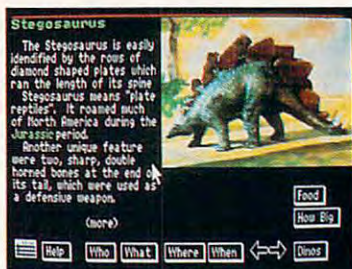 Stegosaurus
The Stegosaurus is easily
idendified by the rows of
diamond shaped plates which
ran the length of its spine
Stegosaurus means "plate
reptiles". It roamed much
of North America during the
Jurassic period.
Another unique feature
were two, sharp, double
horned bones at the end of
its tail, which were used as
a defensive weapon.
(more)
Food
How Big
Help Who What Where When Dinos